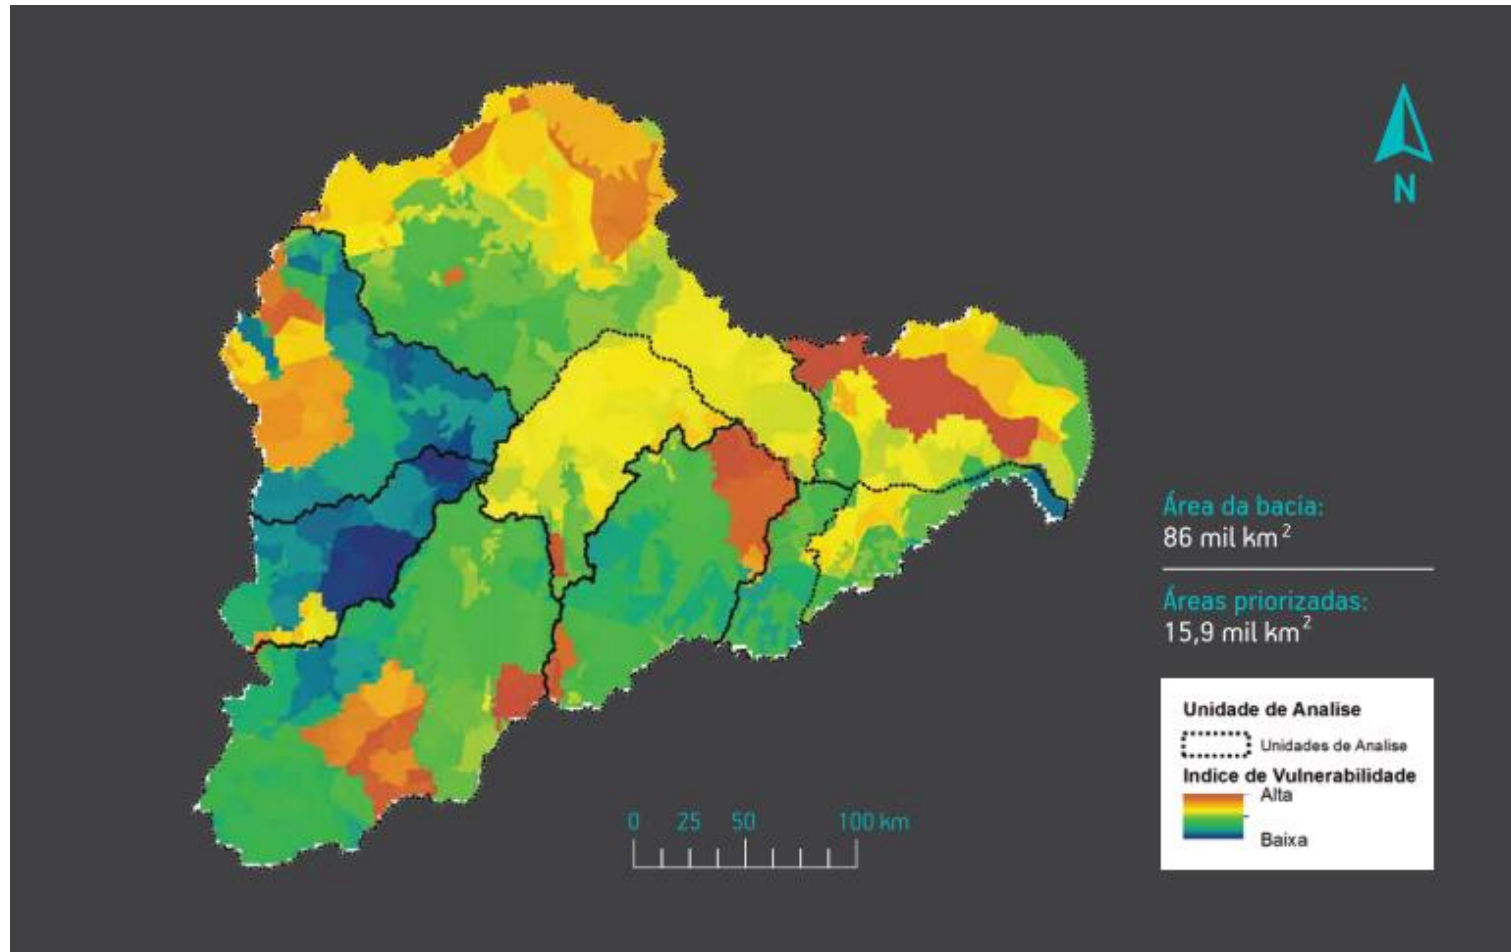 N
Área da bacia:
86 mil km²
Áreas priorizadas:
15,9 mil km²
Unidade de Analise
Unidades de Analise
Indice de Vulnerabilidade
Alta
Baixa
0 25 50 100 km